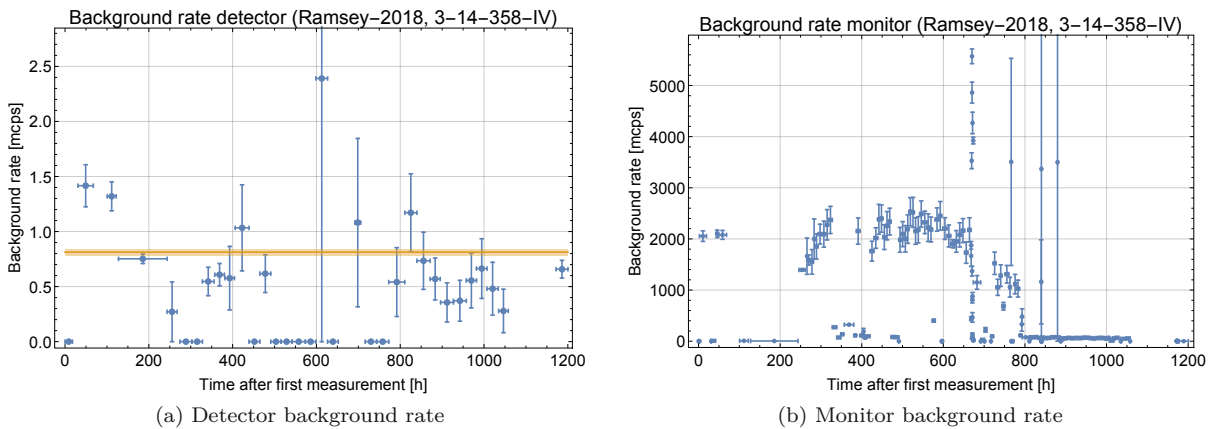 Background rate detector (Ramsey−2018, 3−14−358−IV)
Background rate [mcps]
2.5
2.0
1.5
1.0
0.5
0.0
0 200 400 600 800 1000 1200
Time after first measurement [h]
(a) Detector background rate
Background rate monitor (Ramsey−2018, 3−14−358−IV)
Background rate [mcps]
5000
4000
3000
2000
1000
0
0 200 400 600 800 1000 1200
Time after first measurement [h]
(b) Monitor background rate